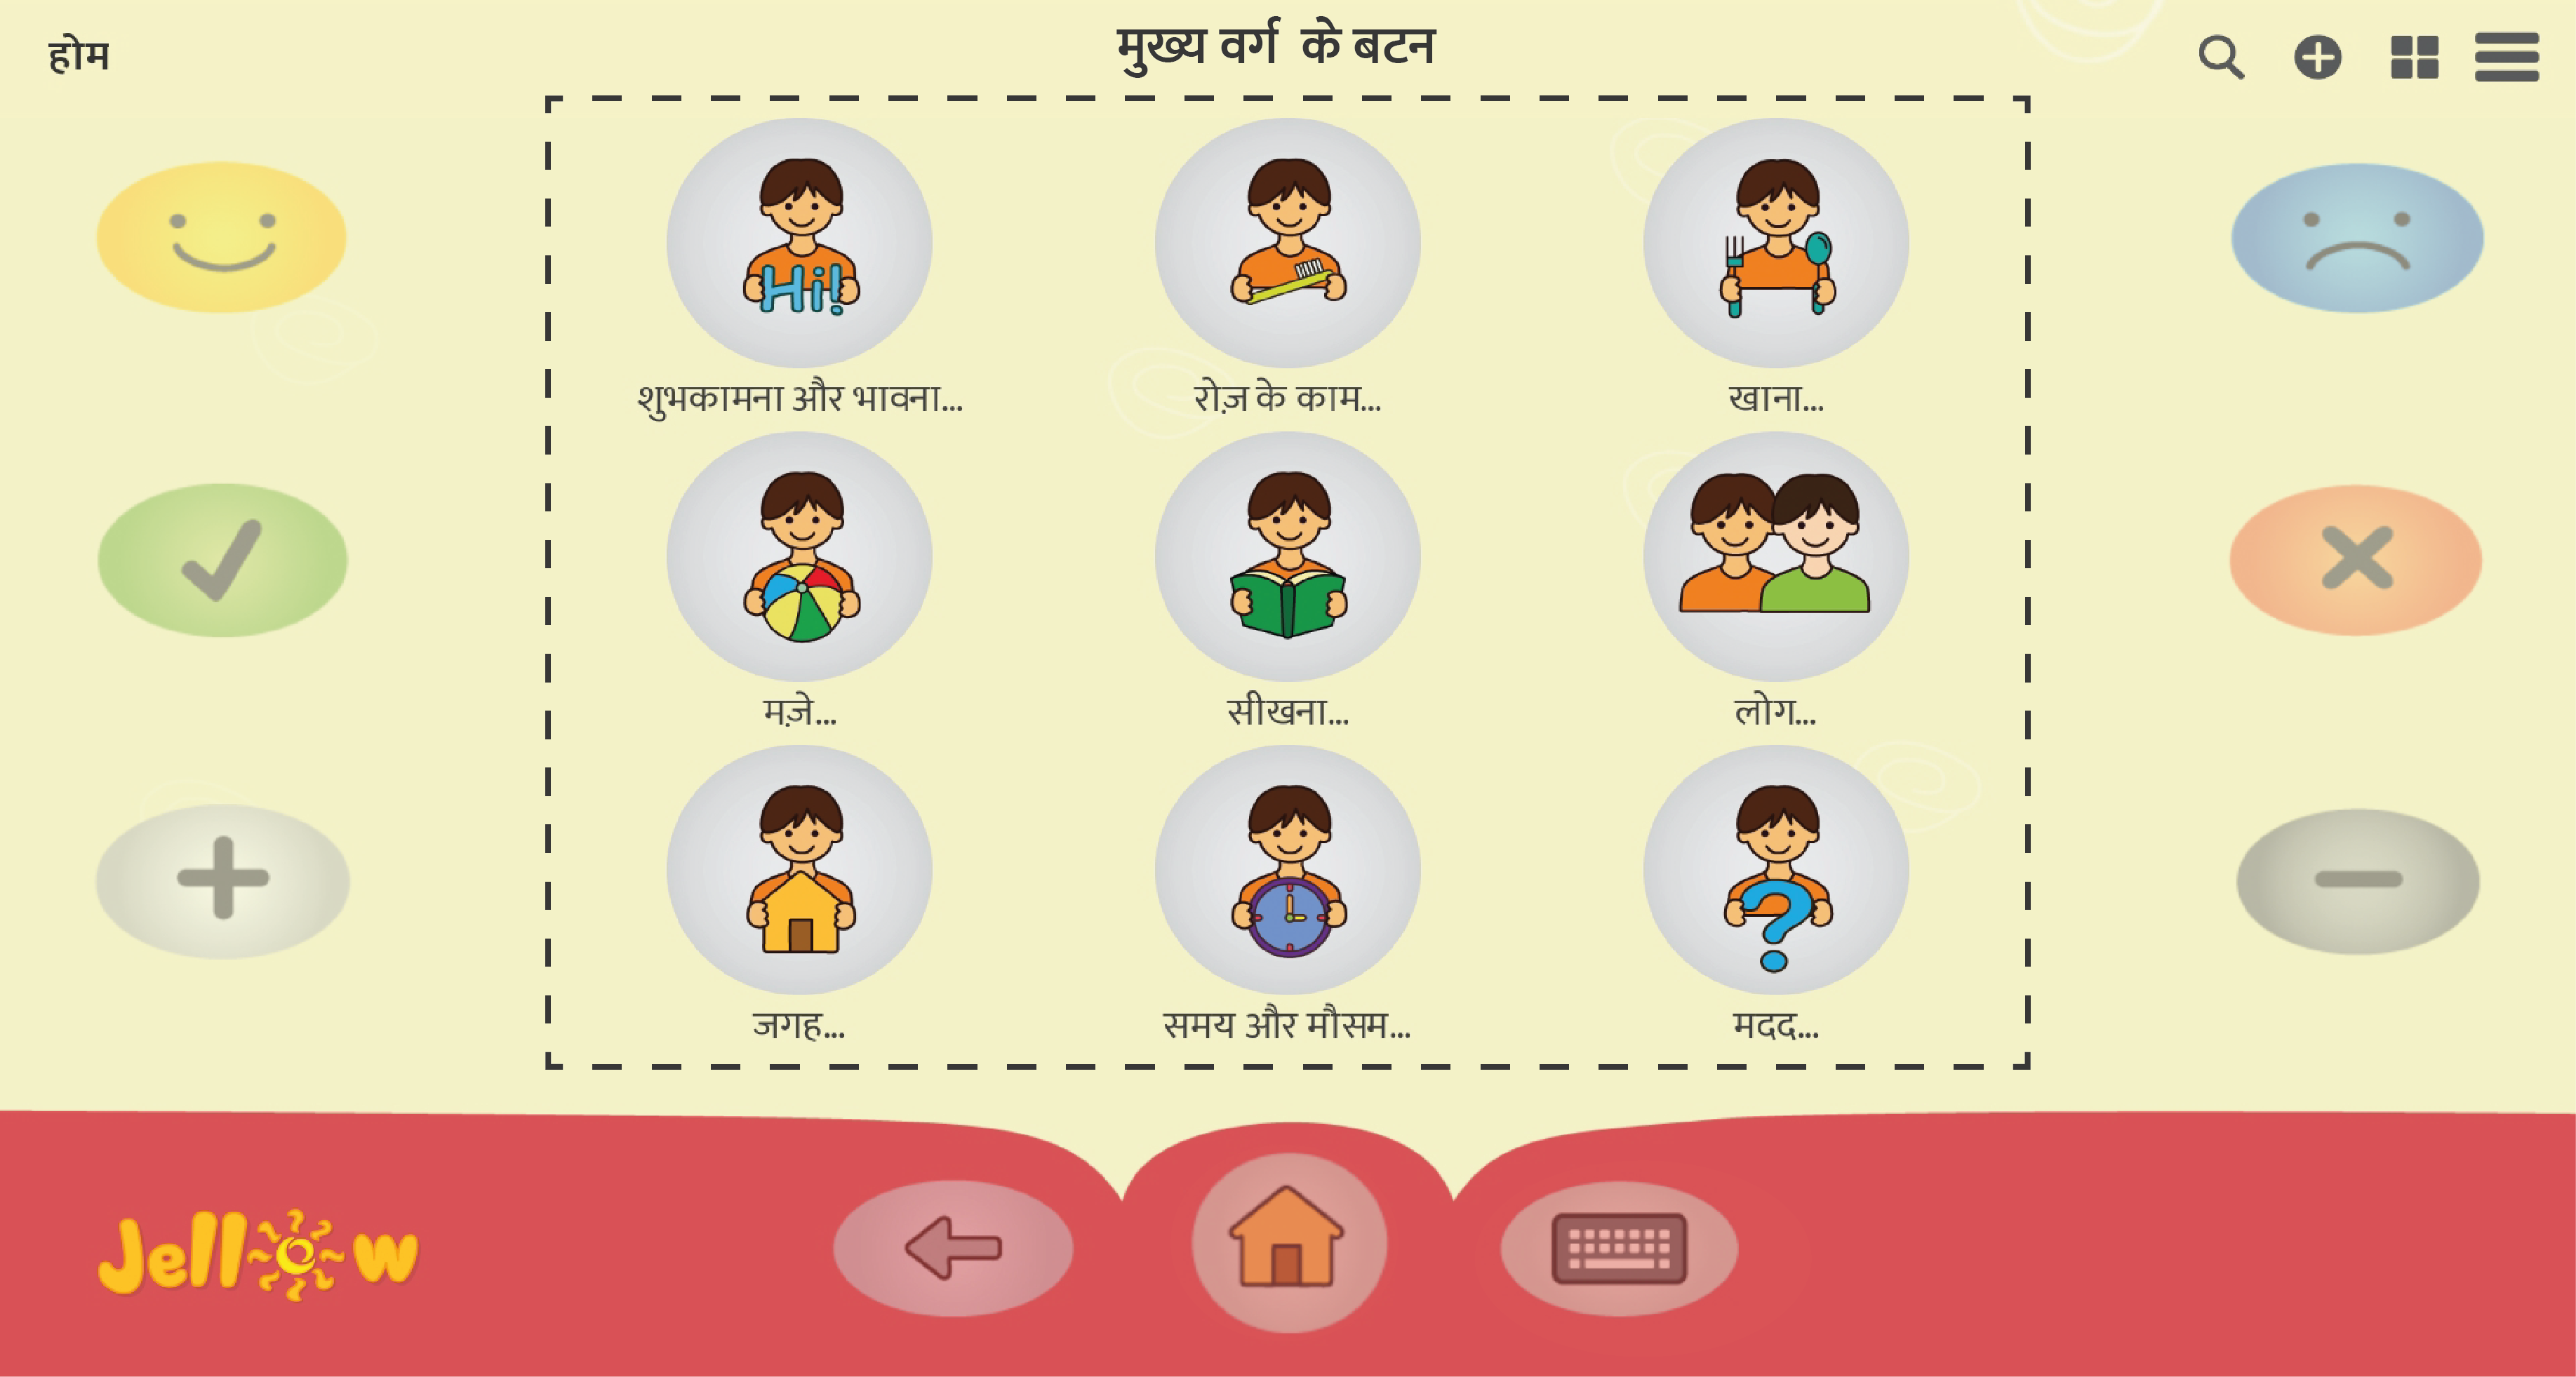 होम
मुख्य वर्ग के बटन
Hi!
शुभकामना और भावना...
रोज़ के काम...
खाना...
मज़े...
सीखना...
लोग...
?
जगह...
समय और मौसम...
मदद...
Jellow